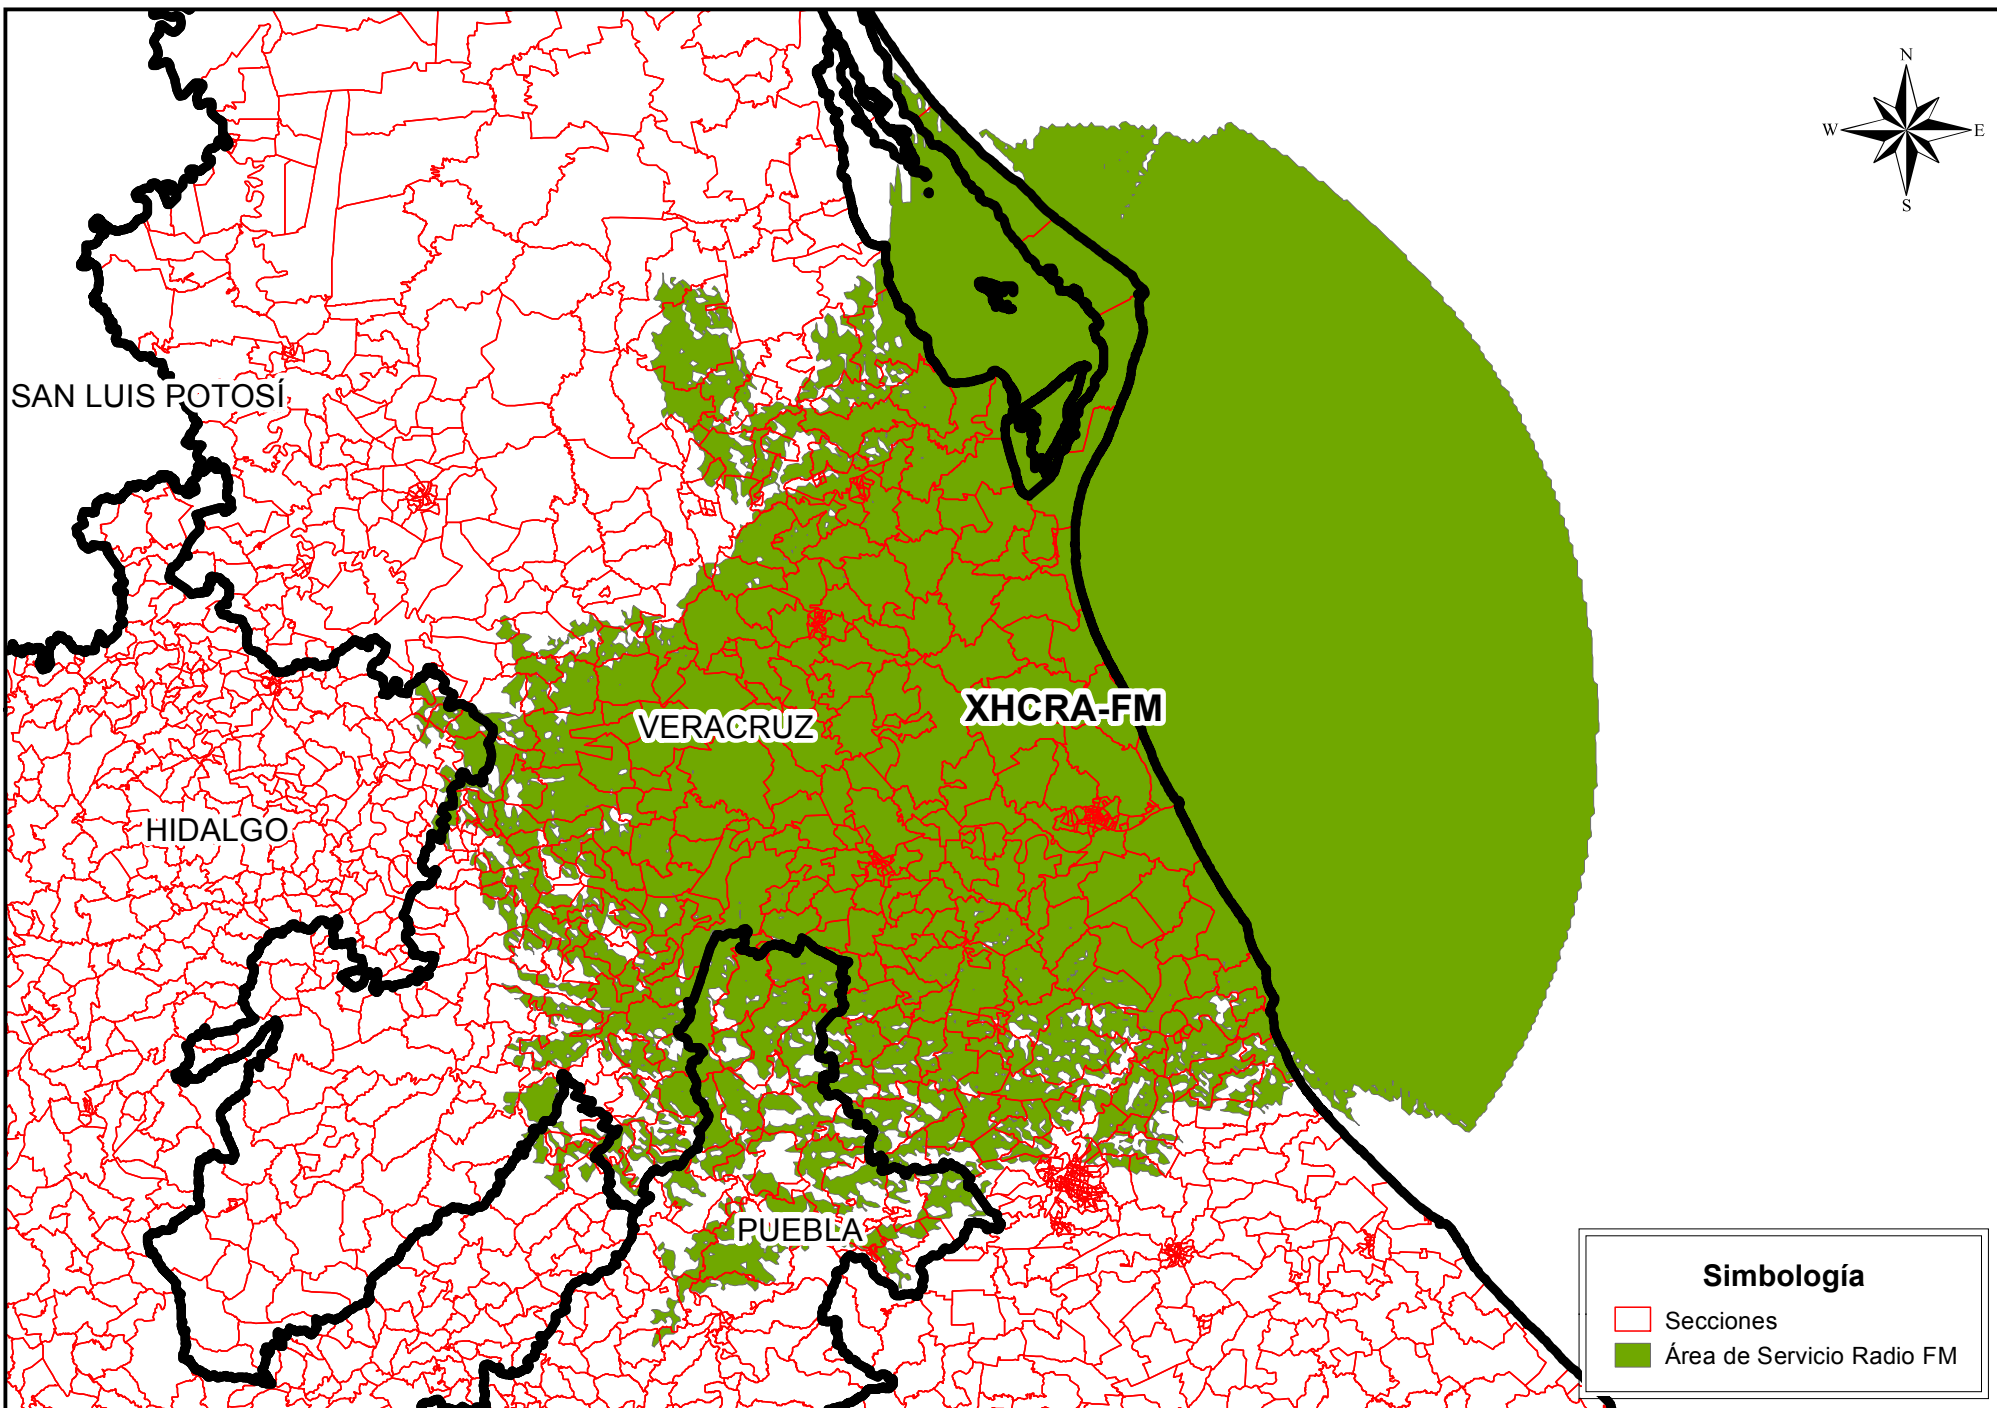 N
W E
S
SAN LUIS POTOSÍ
XHCRA-FM
VERACRUZ
HIDALGO
PUEBLA
Simbología
Secciones
Área de Servicio Radio FM